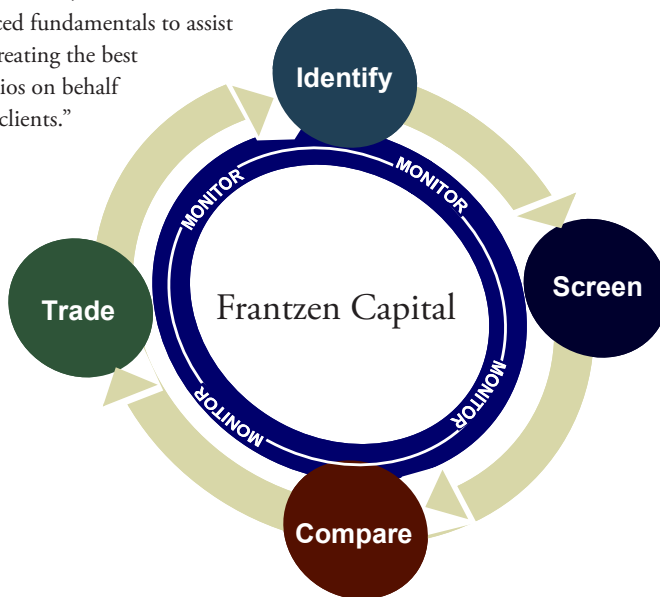 ced fundamentals to assist
reating the best
ios on behalf
clients.”
Identify
MONITOR
MONITOR
Screen
Frantzen Capital
Trade
MONITOR
MONITOR
Compare